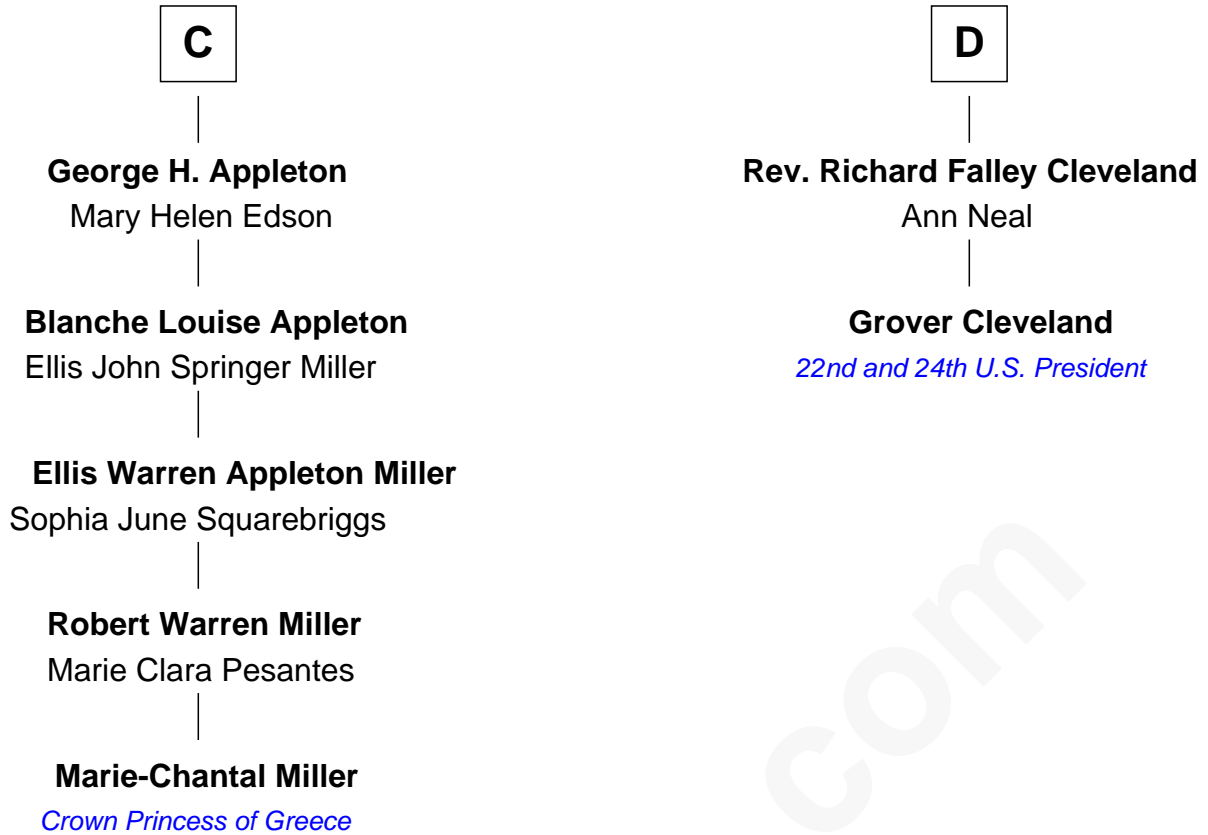 C
George H. Appleton
Mary Helen Edson
Blanche Louise Appleton
Ellis John Springer Miller
Ellis Warren Appleton Miller
Sophia June Squarebriggs
Robert Warren Miller
Marie Clara Pesantes
Marie-Chantal Miller
Crown Princess of Greece
D
Rev. Richard Falley Cleveland
Ann Neal
Grover Cleveland
22nd and 24th U.S. President
com